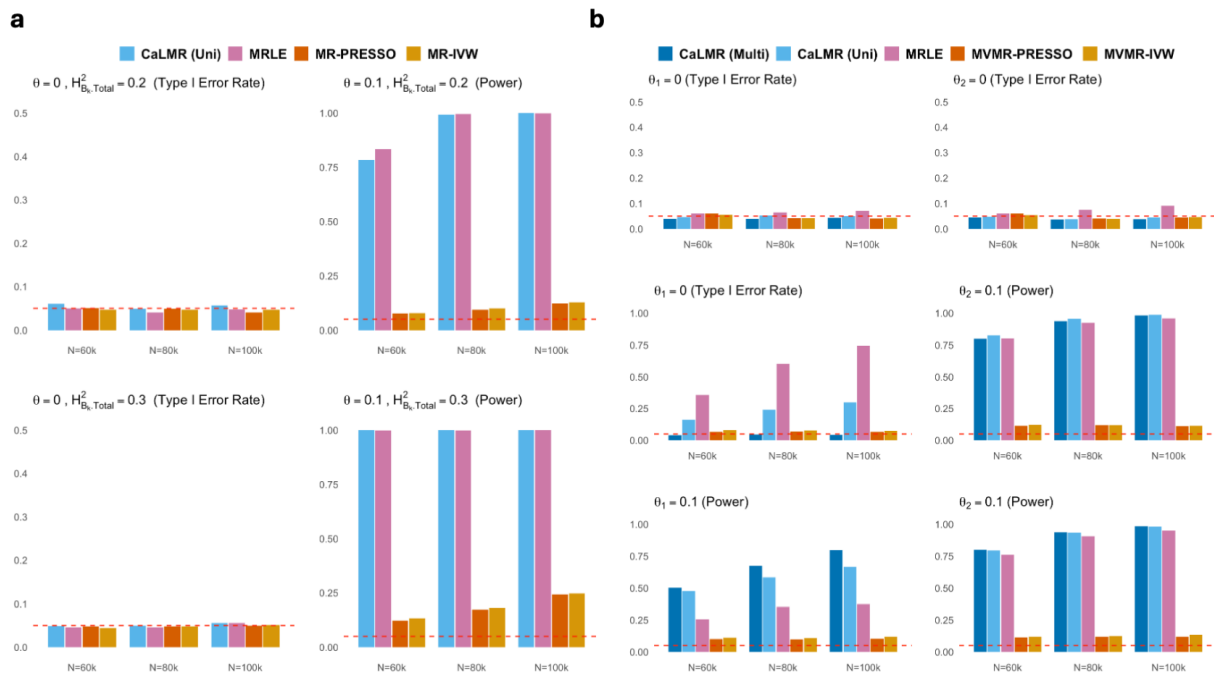 a
CaLMR (Uni) MRLE MR-PRESSO MR-IVW
θ = 0 , H²_{B_k.Total} = 0.2 (Type I Error Rate)
0.5
0.4
0.3
0.2
0.1
0.0
N=60k N=80k N=100k
θ = 0.1 , H²_{B_k.Total} = 0.2 (Power)
1.00
0.75
0.50
0.25
0.00
N=60k N=80k N=100k
θ = 0 , H²_{B_k.Total} = 0.3 (Type I Error Rate)
0.5
0.4
0.3
0.2
0.1
0.0
N=60k N=80k N=100k
θ = 0.1 , H²_{B_k.Total} = 0.3 (Power)
1.00
0.75
0.50
0.25
0.00
N=60k N=80k N=100k
b
CaLMR (Multi) CaLMR (Uni) MRLE MVMR-PRESSO MVMR-IVW
θ₁ = 0 (Type I Error Rate)
0.5
0.4
0.3
0.2
0.1
0.0
N=60k N=80k N=100k
θ₂ = 0 (Type I Error Rate)
0.5
0.4
0.3
0.2
0.1
0.0
N=60k N=80k N=100k
θ₁ = 0 (Type I Error Rate)
1.00
0.75
0.50
0.25
0.00
N=60k N=80k N=100k
θ₂ = 0.1 (Power)
1.00
0.75
0.50
0.25
0.00
N=60k N=80k N=100k
θ₁ = 0.1 (Power)
1.00
0.75
0.50
0.25
0.00
N=60k N=80k N=100k
θ₂ = 0.1 (Power)
1.00
0.75
0.50
0.25
0.00
N=60k N=80k N=100k